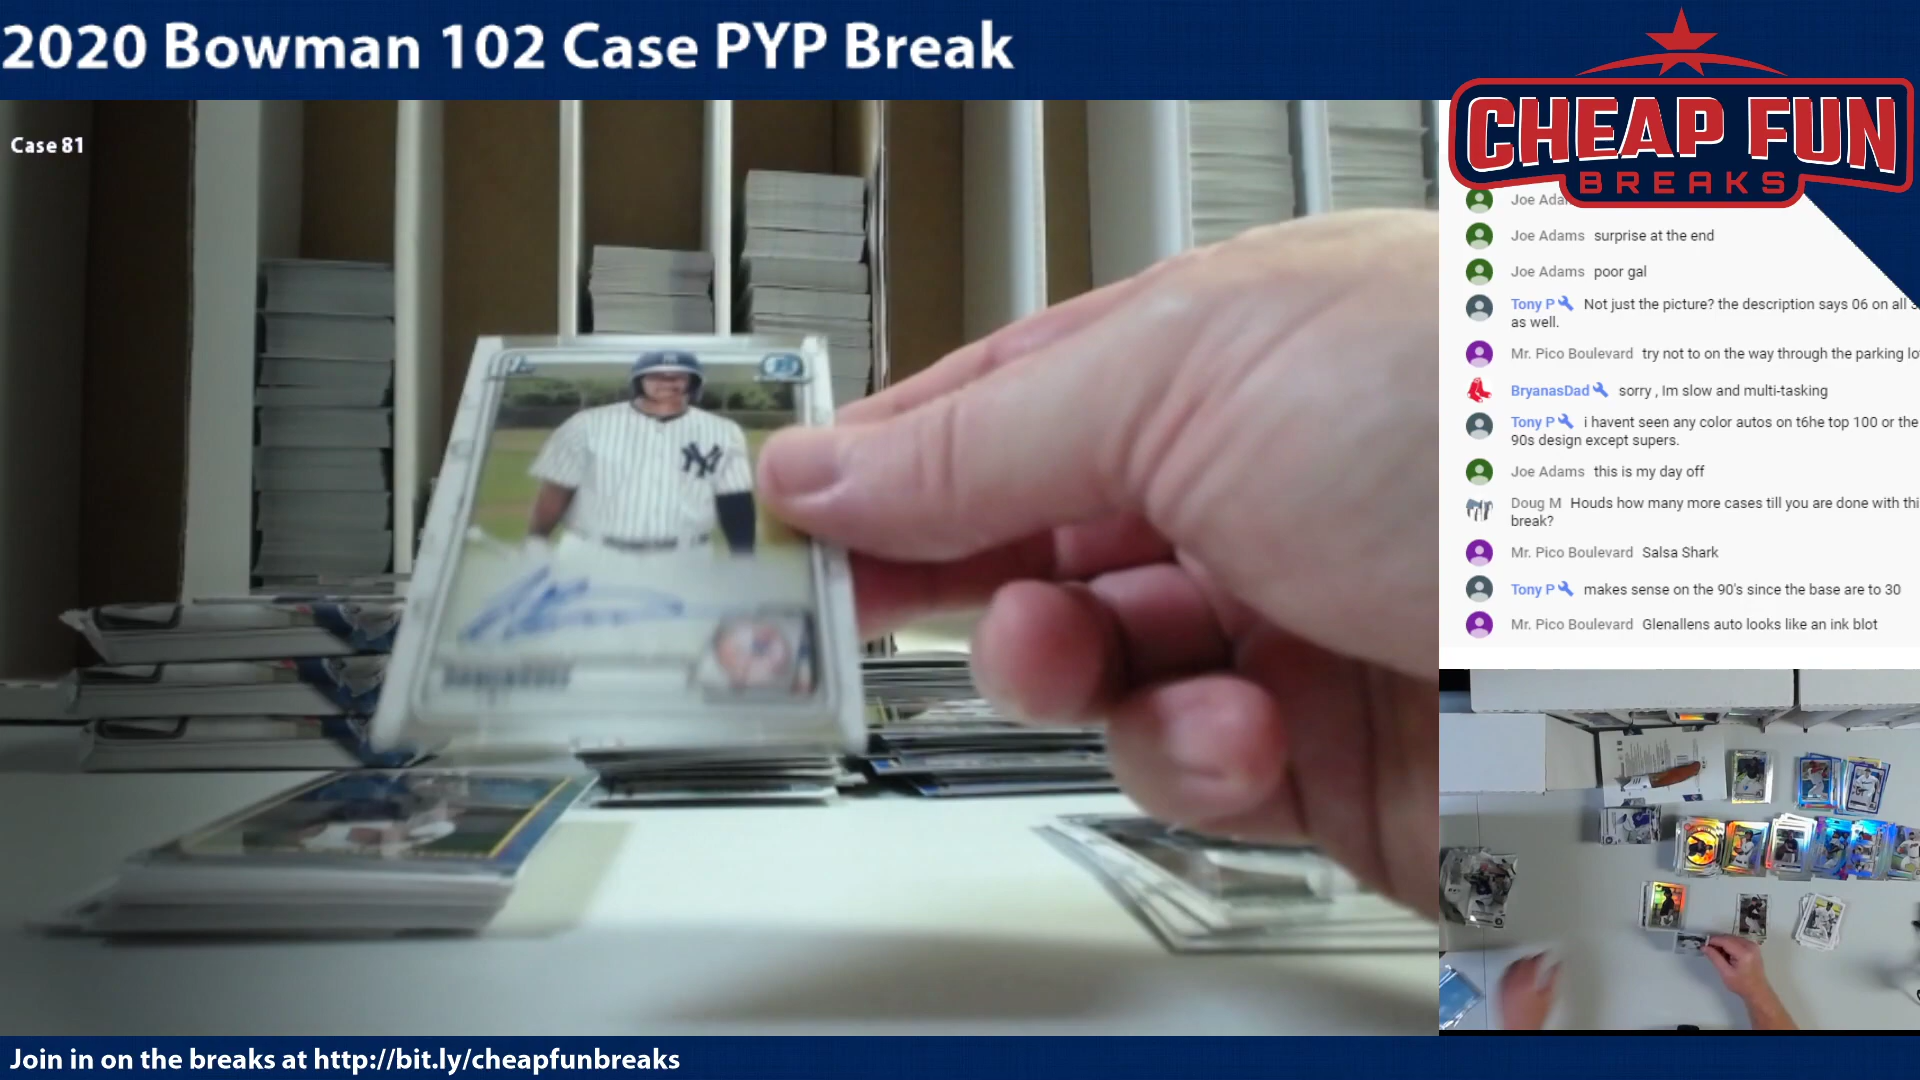 2020 Bowman 102 Case PYP Break
Case 81
CHEAP FUN
BREAKS
Joe
Joe Adams surprise at the end
Joe Adams poor gal
Tony P Not just the picture? the description says 06 on all
as well.
Mr. Pico Boulevard try not to on the way through the parking
BryanasDad sorry , Im slow and multi-tasking
Tony P i havent seen any color autos on t6he top 100 or the
90s design except supers.
Joe Adams this is my day off
Doug M Houds how many more cases till you are done with
break?
Mr. Pico Boulevard Salsa Shark
Tony P makes sense on the 90's since the base are to 30
Mr. Pico Boulevard Glenallens auto looks like an ink blot
NY
Join in on the breaks at http://bit.ly/cheapfunbreaks